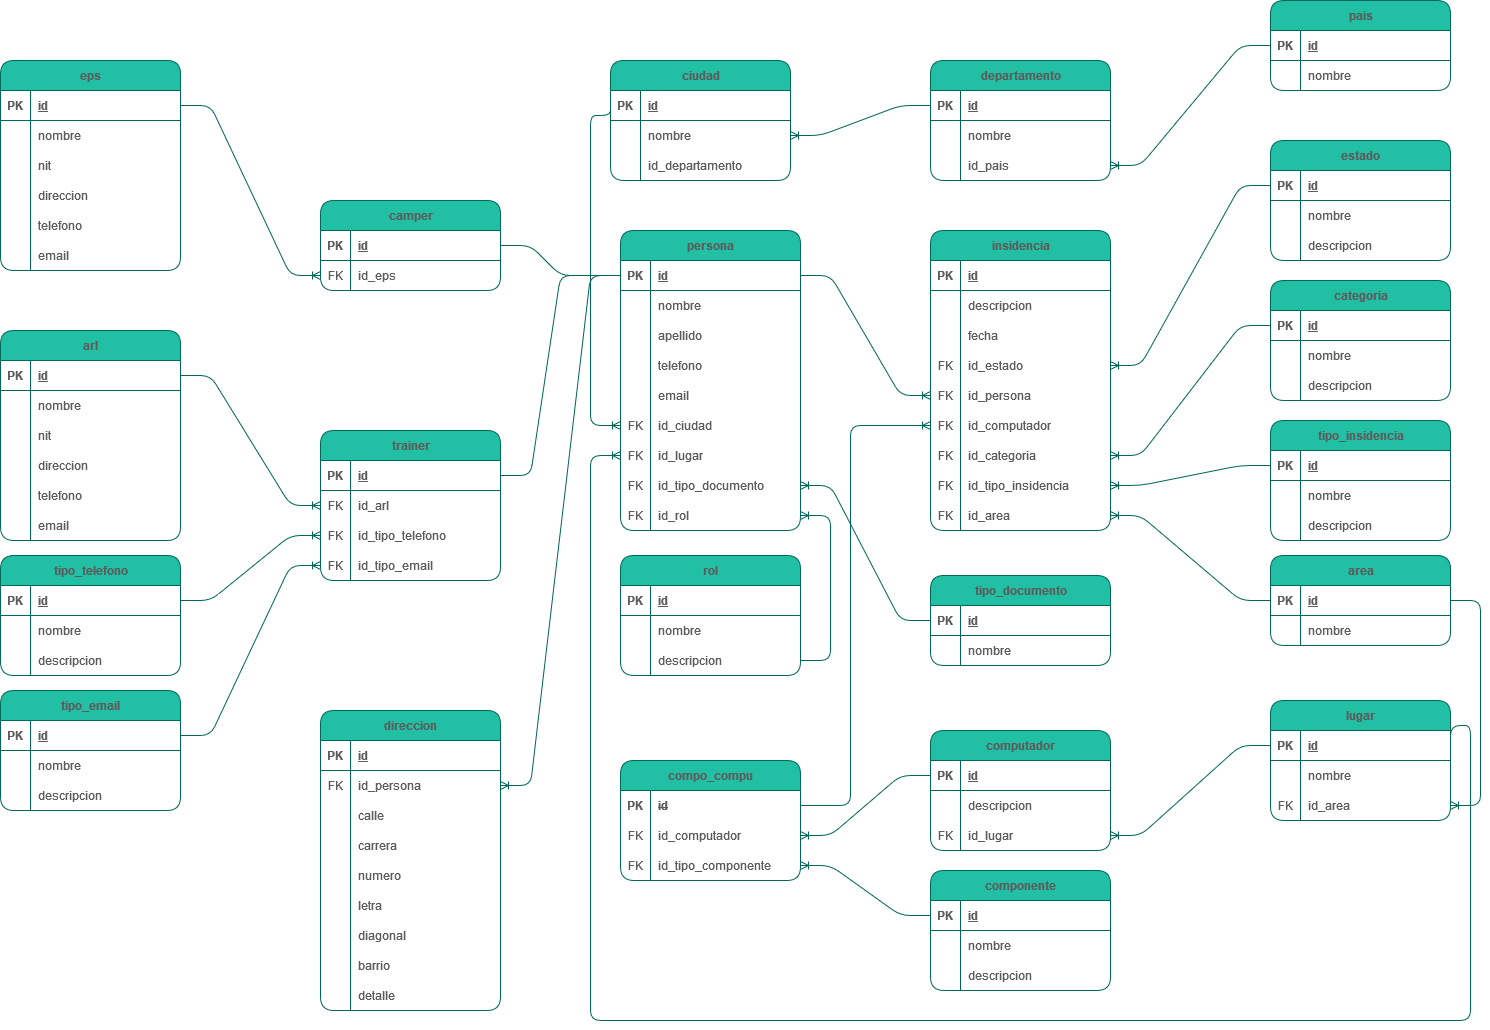 eps
PK id
nombre
nit
direccion
telefono
email
arl
PK id
nombre
nit
direccion
telefono
email
tipo_telefono
PK id
nombre
descripcion
tipo_email
PK id
nombre
descripcion
camper
PK id
FK id_eps
trainer
PK id
FK id_arl
FK id_tipo_telefono
FK id_tipo_email
direccion
PK id
FK id_persona
calle
carrera
numero
letra
diagonal
barrio
detalle
ciudad
PK id
nombre
id_departamento
persona
PK id
nombre
apellido
telefono
email
FK id_ciudad
FK id_lugar
FK id_tipo_documento
FK id_rol
rol
PK id
nombre
descripcion
compo_compu
PK id
FK id_computador
FK id_tipo_componente
departamento
PK id
nombre
id_pais
insidencia
PK id
descripcion
fecha
FK id_estado
FK id_persona
FK id_computador
FK id_categoria
FK id_tipo_insidencia
FK id_area
tipo_documento
PK id
nombre
computador
PK id
descripcion
FK id_lugar
componente
PK id
nombre
descripcion
pais
PK id
nombre
estado
PK id
nombre
descripcion
categoria
PK id
nombre
descripcion
tipo_insidencia
PK id
nombre
descripcion
area
PK id
nombre
lugar
PK id
nombre
FK id_area